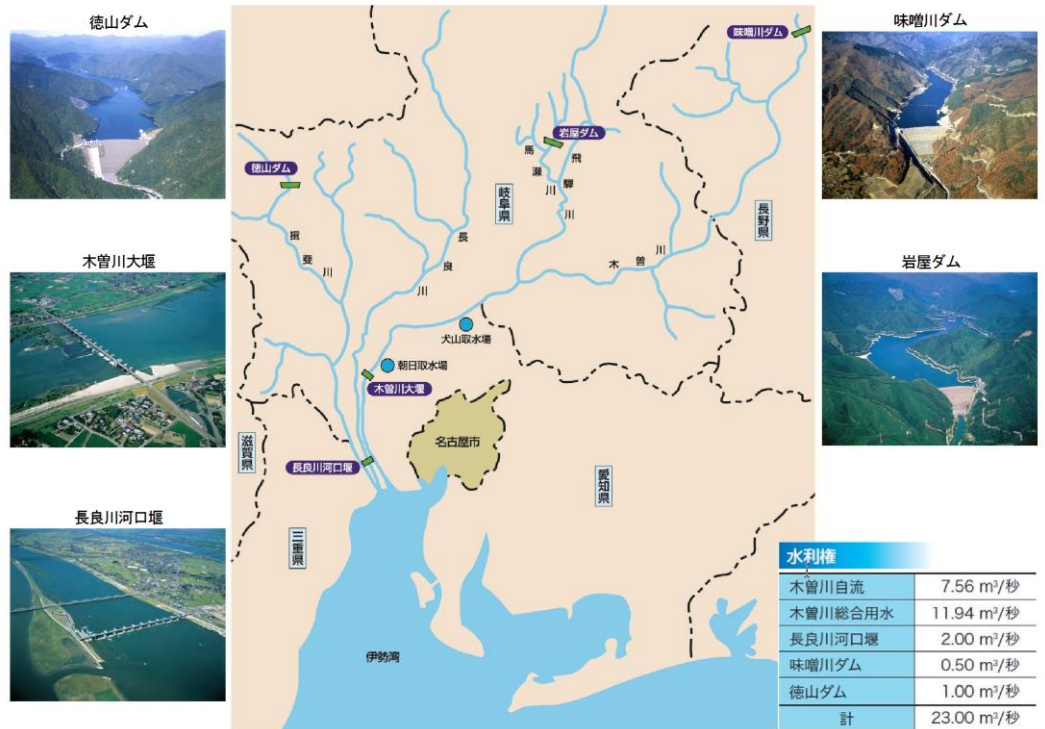 徳山ダム
木曽川大堰
長良川河口堰
味噌川ダム
岩屋ダム
徳山ダム
味噌川ダム
岩屋ダム
馬瀬川
飛騨川
岐阜県
長野県
揖斐川
長良川
木曽川
犬山取水場
朝日取水場
木曽川大堰
名古屋市
滋賀県
長良川河口堰
愛知県
三重県
伊勢湾
水利権
木曽川自流 7.56 m³/秒
木曽川総合用水 11.94 m³/秒
長良川河口堰 2.00 m³/秒
味噌川ダム 0.50 m³/秒
徳山ダム 1.00 m³/秒
計 23.00 m³/秒